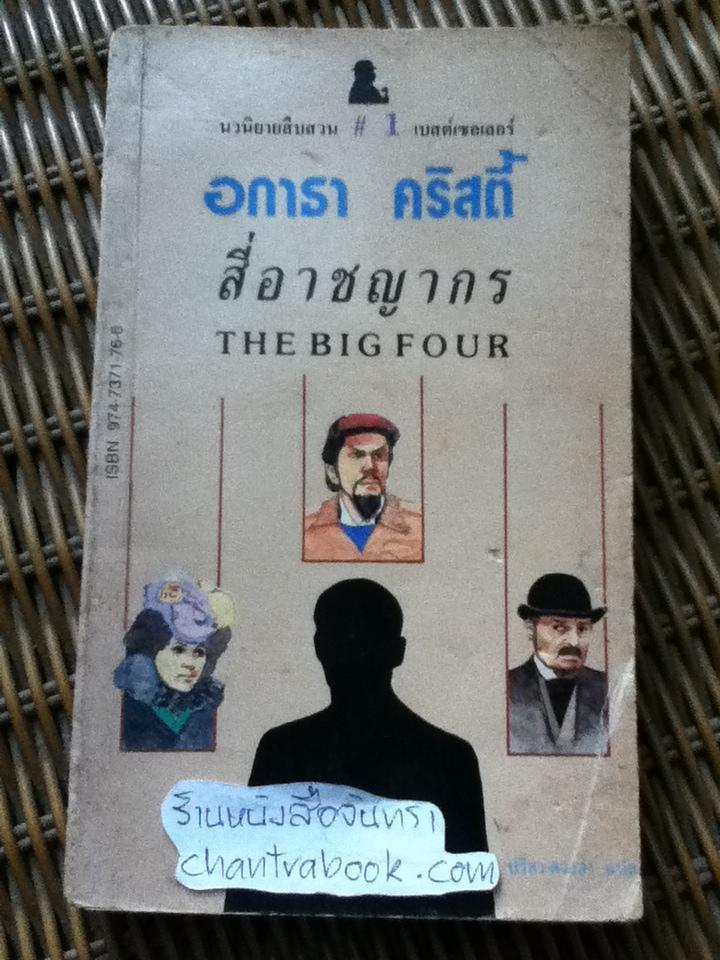 นวนิยายสืบสวน # 1 เบสต์เซลเลอร์
อกาธา คริสตี้
สี่อาชญากร
THE BIG FOUR
ISBN 974-7371-76-6
ร้านหนังสือจันทรา
chantrabook.com